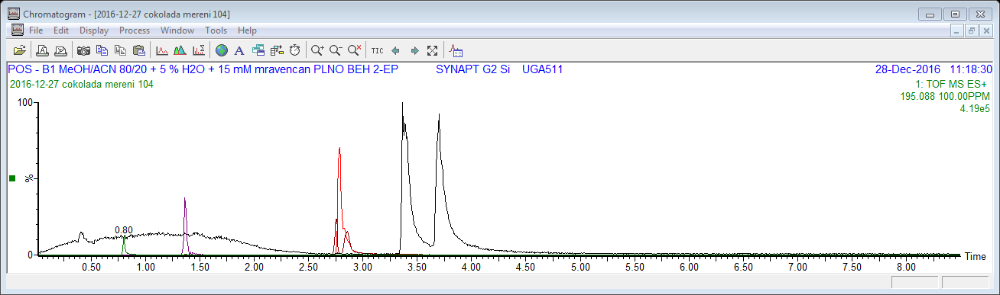 Chromatogram - [2016-12-27 cokolada mereni 104]
File Edit Display Process Window Tools Help
A A A TIC
POS - B1 MeOH/ACN 80/20 + 5 % H2O + 15 mM mravencan PLNO BEH 2-EP SYNAPT G2 Si UGA511 28-Dec-2016 11:18:30
2016-12-27 cokolada mereni 104 1: TOF MS ES+
195.088 100.00PPM
4.19e5
100
%
0.80
0
Time
0.50 1.00 1.50 2.00 2.50 3.00 3.50 4.00 4.50 5.00 5.50 6.00 6.50 7.00 7.50 8.00